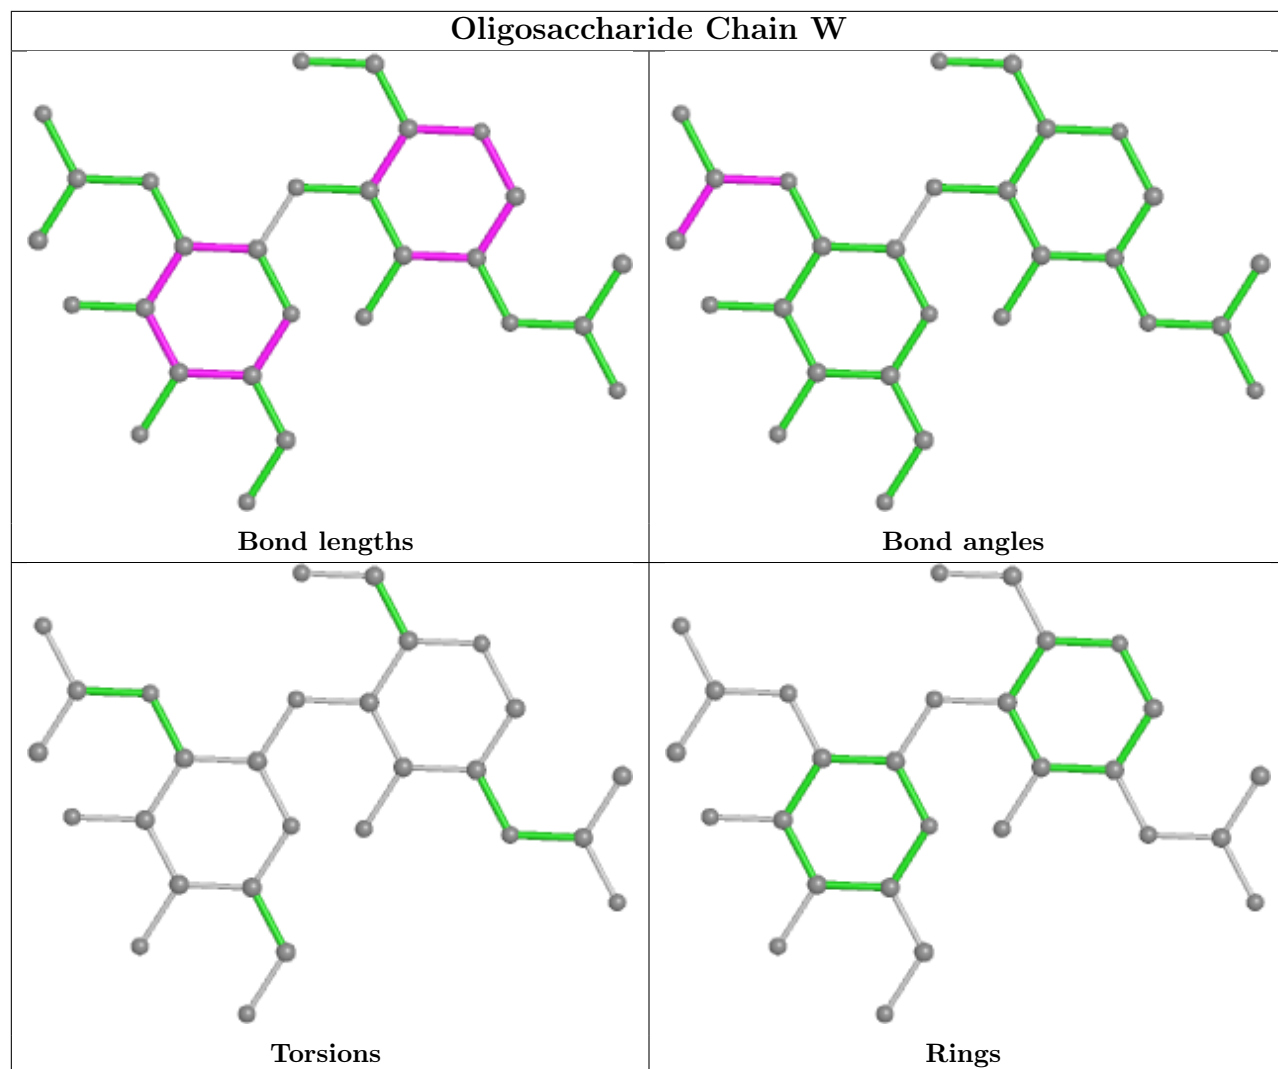 Oligosaccharide Chain W
Bond lengths
Bond angles
Torsions
Rings